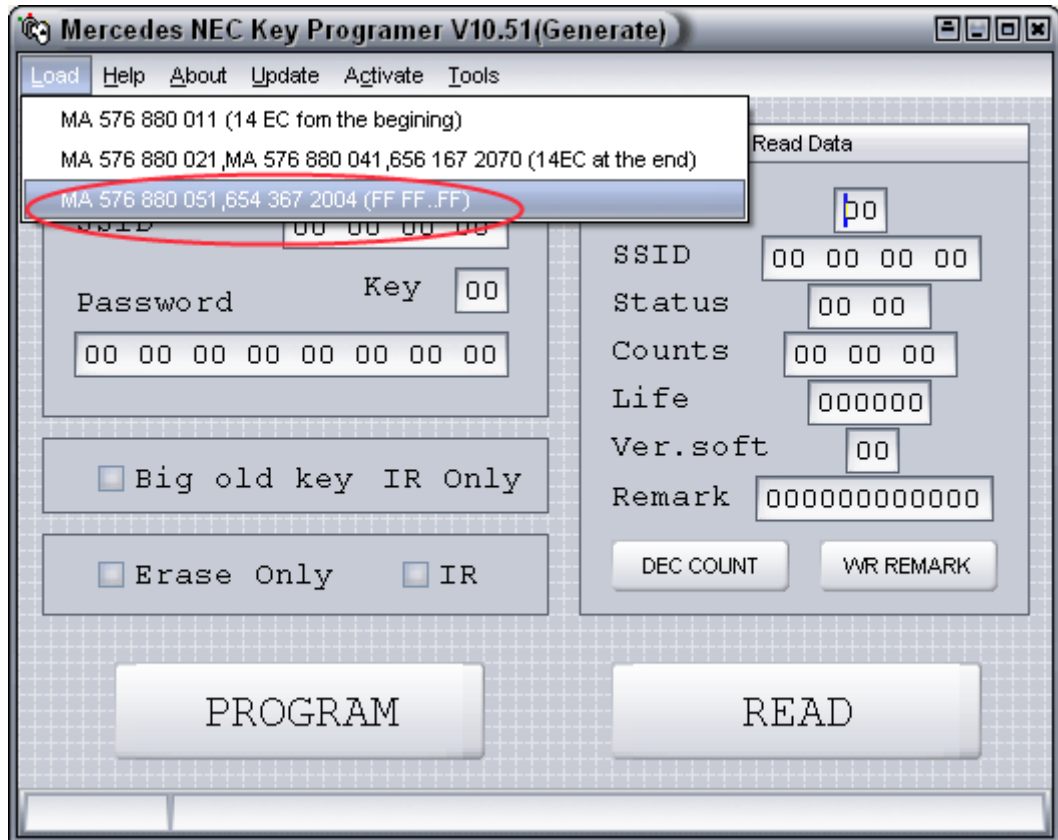 Mercedes NEC Key Programer V10.51(Generate)
Load Help About Update Activate Tools
MA 576 880 011 (14 EC fom the begining)
MA 576 880 021,MA 576 880 041,656 167 2070 (14EC at the end)
MA 576 880 051,654 367 2004 (FF FF..FF)
SSID 00 00 00 00
Key 00
Password
00 00 00 00 00 00 00 00
Big old key IR Only
Erase Only IR
PROGRAM
Read Data
00
SSID 00 00 00 00
Status 00 00
Counts 00 00 00
Life 000000
Ver.soft 00
Remark 000000000000
DEC COUNT WR REMARK
READ